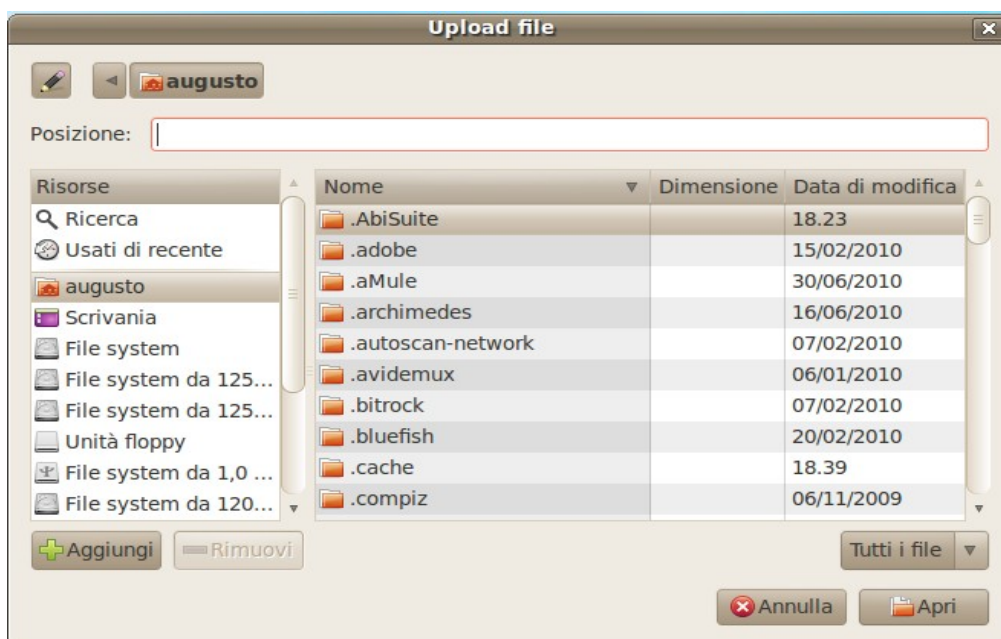 Upload file
augusto
Posizione:
Risorse
Ricerca
Usati di recente
augusto
Scrivania
File system
File system da 125...
File system da 125...
Unità floppy
File system da 1,0 ...
File system da 120...
Nome Dimensione Data di modifica
.AbiSuite 18.23
.adobe 15/02/2010
.aMule 30/06/2010
.archimedes 16/06/2010
.autoscan-network 07/02/2010
.avidemux 06/01/2010
.bitrock 07/02/2010
.bluefish 20/02/2010
.cache 18.39
.compiz 06/11/2009
Aggiungi Rimuovi Tutti i file
Annulla Apri